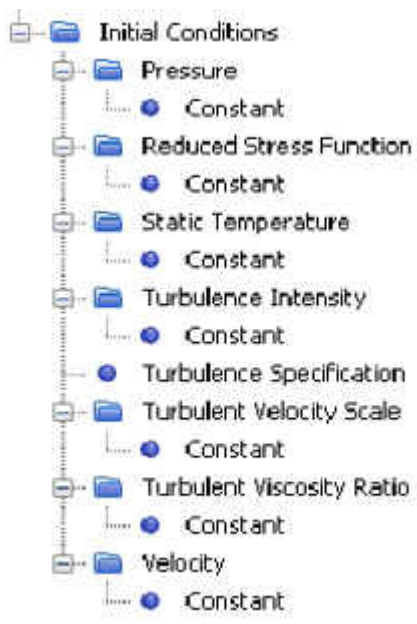 Initial Conditions
Pressure
Constant
Reduced Stress Function
Constant
Static Temperature
Constant
Turbulence Intensity
Constant
Turbulence Specification
Turbulent Velocity Scale
Constant
Turbulent Viscosity Ratio
Constant
Velocity
Constant